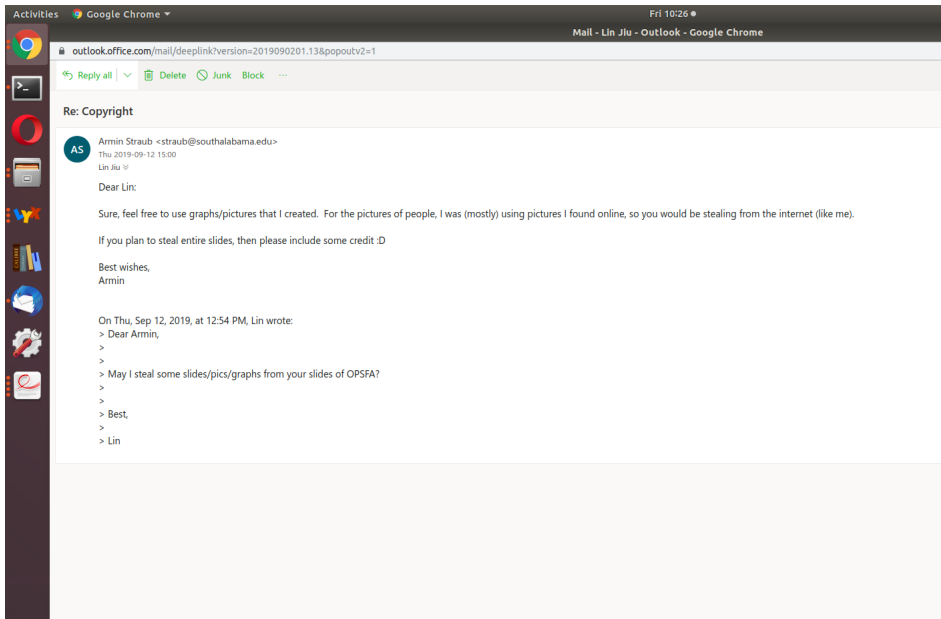 Activities Google Chrome Fri 10:26
Mail - Lin Jiu - Outlook - Google Chrome
outlook.office.com/mail/deeplink?version=2019090201.13&popoutv2=1
Reply all Delete Junk Block ...
Re: Copyright
AS
Armin Straub <straub@southalabama.edu>
Thu 2019-09-12 15:00
Lin Jiu
Dear Lin:
Sure, feel free to use graphs/pictures that I created. For the pictures of people, I was (mostly) using pictures I found online, so you would be stealing from the internet (like me).
If you plan to steal entire slides, then please include some credit :D
Best wishes,
Armin
On Thu, Sep 12, 2019, at 12:54 PM, Lin wrote:
> Dear Armin,
>
>
> May I steal some slides/pics/graphs from your slides of OPSFA?
>
>
> Best,
>
> Lin